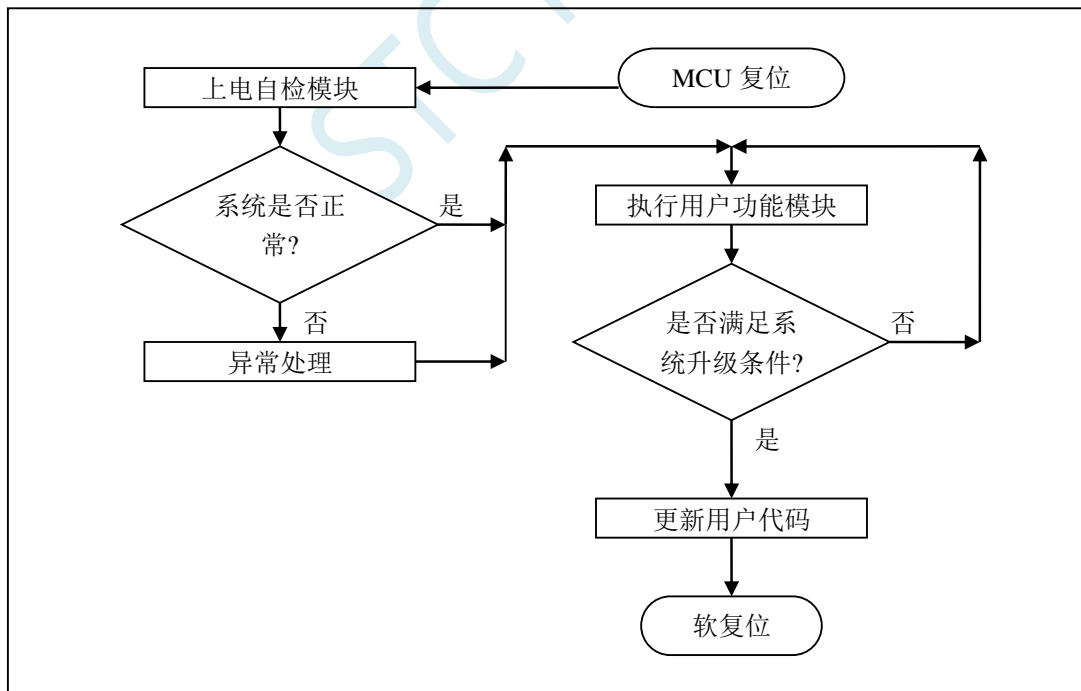 MCU 复位
上电自检模块
系统是否正
常?
是
否
异常处理
执行用户功能模块
是否满足系
统升级条件?
否
是
更新用户代码
软复位
STC